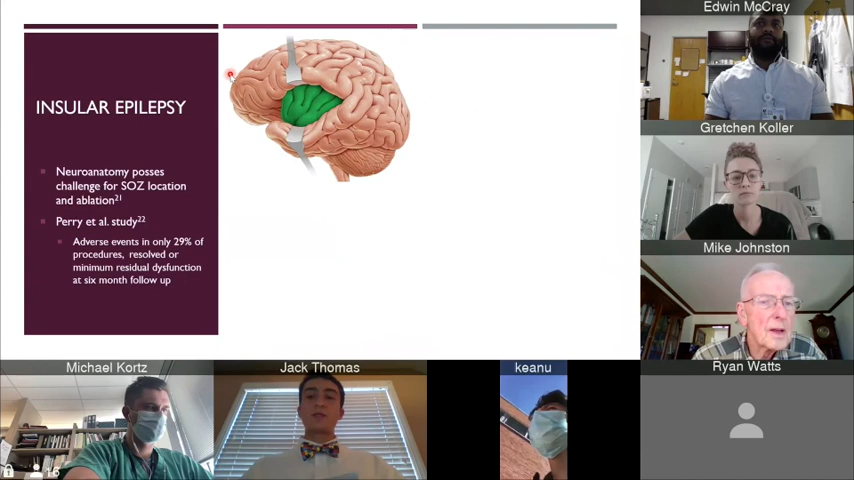 INSULAR EPILEPSY
Neuroanatomy posses
challenge for SOZ location
and ablation21
Perry et al. study22
Adverse events in only 29% of
procedures, resolved or
minimum residual dysfunction
at six month follow up
Edwin McCray
Gretchen Koller
Mike Johnston
Ryan Watts
Michael Kortz
Jack Thomas
keanu
16